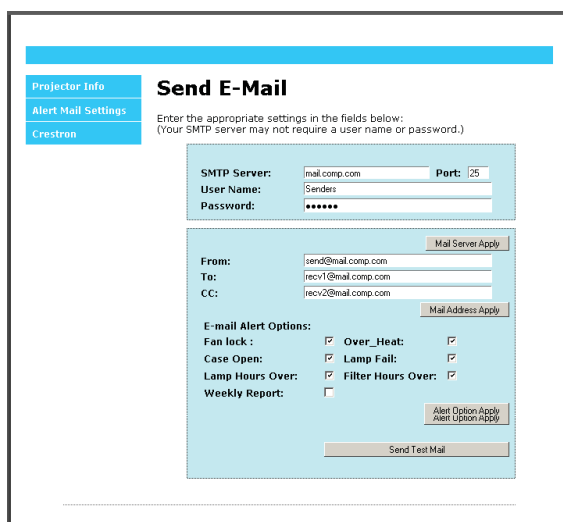 Projector Info
Alert Mail Settings
Crestron
Send E-Mail
Enter the appropriate settings in the fields below:
(Your SMTP server may not require a user name or password.)
SMTP Server: mail.comp.com Port: 25
User Name: Senders
Password: ●●●●●●
Mail Server Apply
From: send@mail.comp.com
To: recv1@mail.comp.com
CC: recv2@mail.comp.com
Mail Address Apply
E-mail Alert Options:
Fan lock : Over_Heat:
Case Open: Lamp Fail:
Lamp Hours Over: Filter Hours Over:
Weekly Report:
Alert Option Apply
Alert Option Apply
Send Test Mail